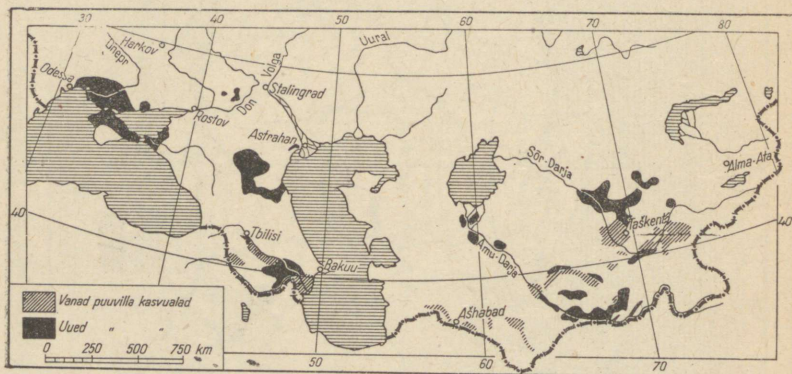 30
40
50
60
70
80
Harkov
Dnepr
Odessa
Volga
Uural
Stalingrad
Don
Rostov
Astrahan
Sõr-Darja
Alma-Ata
40
Tbilisi
Taškent
40
Amu-Darja
Bakuu
Ašhabad
Vanad puuvilla kasvualad
Uued " "
0 250 500 750 km
50
60
70